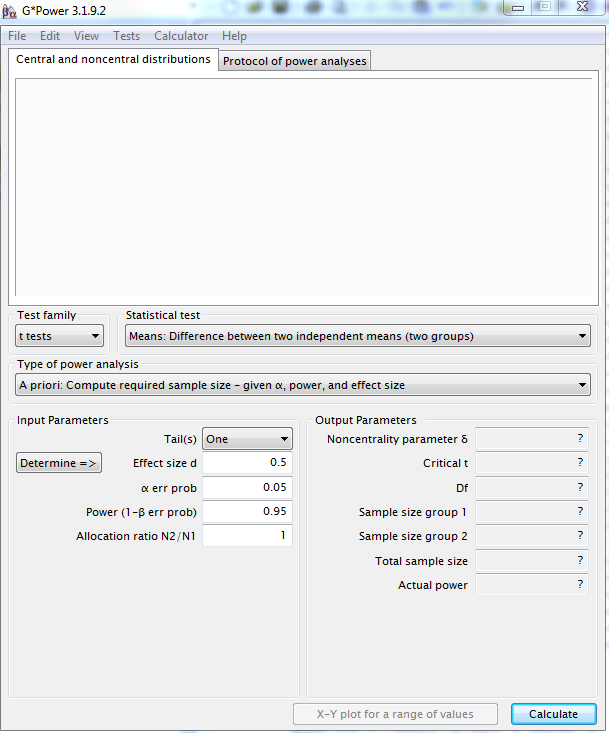 G*Power 3.1.9.2
File Edit View Tests Calculator Help
Central and noncentral distributions Protocol of power analyses
Test family Statistical test
t tests Means: Difference between two independent means (two groups)
Type of power analysis
A priori: Compute required sample size – given α, power, and effect size
Input Parameters Output Parameters
Tail(s) One Noncentrality parameter δ ?
Determine => Effect size d 0.5 Critical t ?
α err prob 0.05 Df ?
Power (1-β err prob) 0.95 Sample size group 1 ?
Allocation ratio N2/N1 1 Sample size group 2 ?
Total sample size ?
Actual power ?
X-Y plot for a range of values Calculate